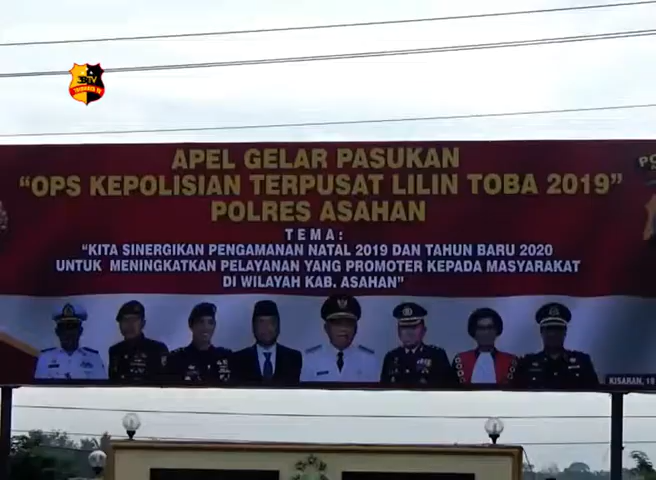 APEL GELAR PASUKAN
"OPS KEPOLISIAN TERPUSAT LILIN TOBA 2019"
POLRES ASAHAN
TEMA:
"KITA SINERGIKAN PENGAMANAN NATAL 2019 DAN TAHUN BARU 2020
UNTUK MENINGKATKAN PELAYANAN YANG PROMOTER KEPADA MASYARAKAT
DI WILAYAH KAB. ASAHAN"
KISARAN,